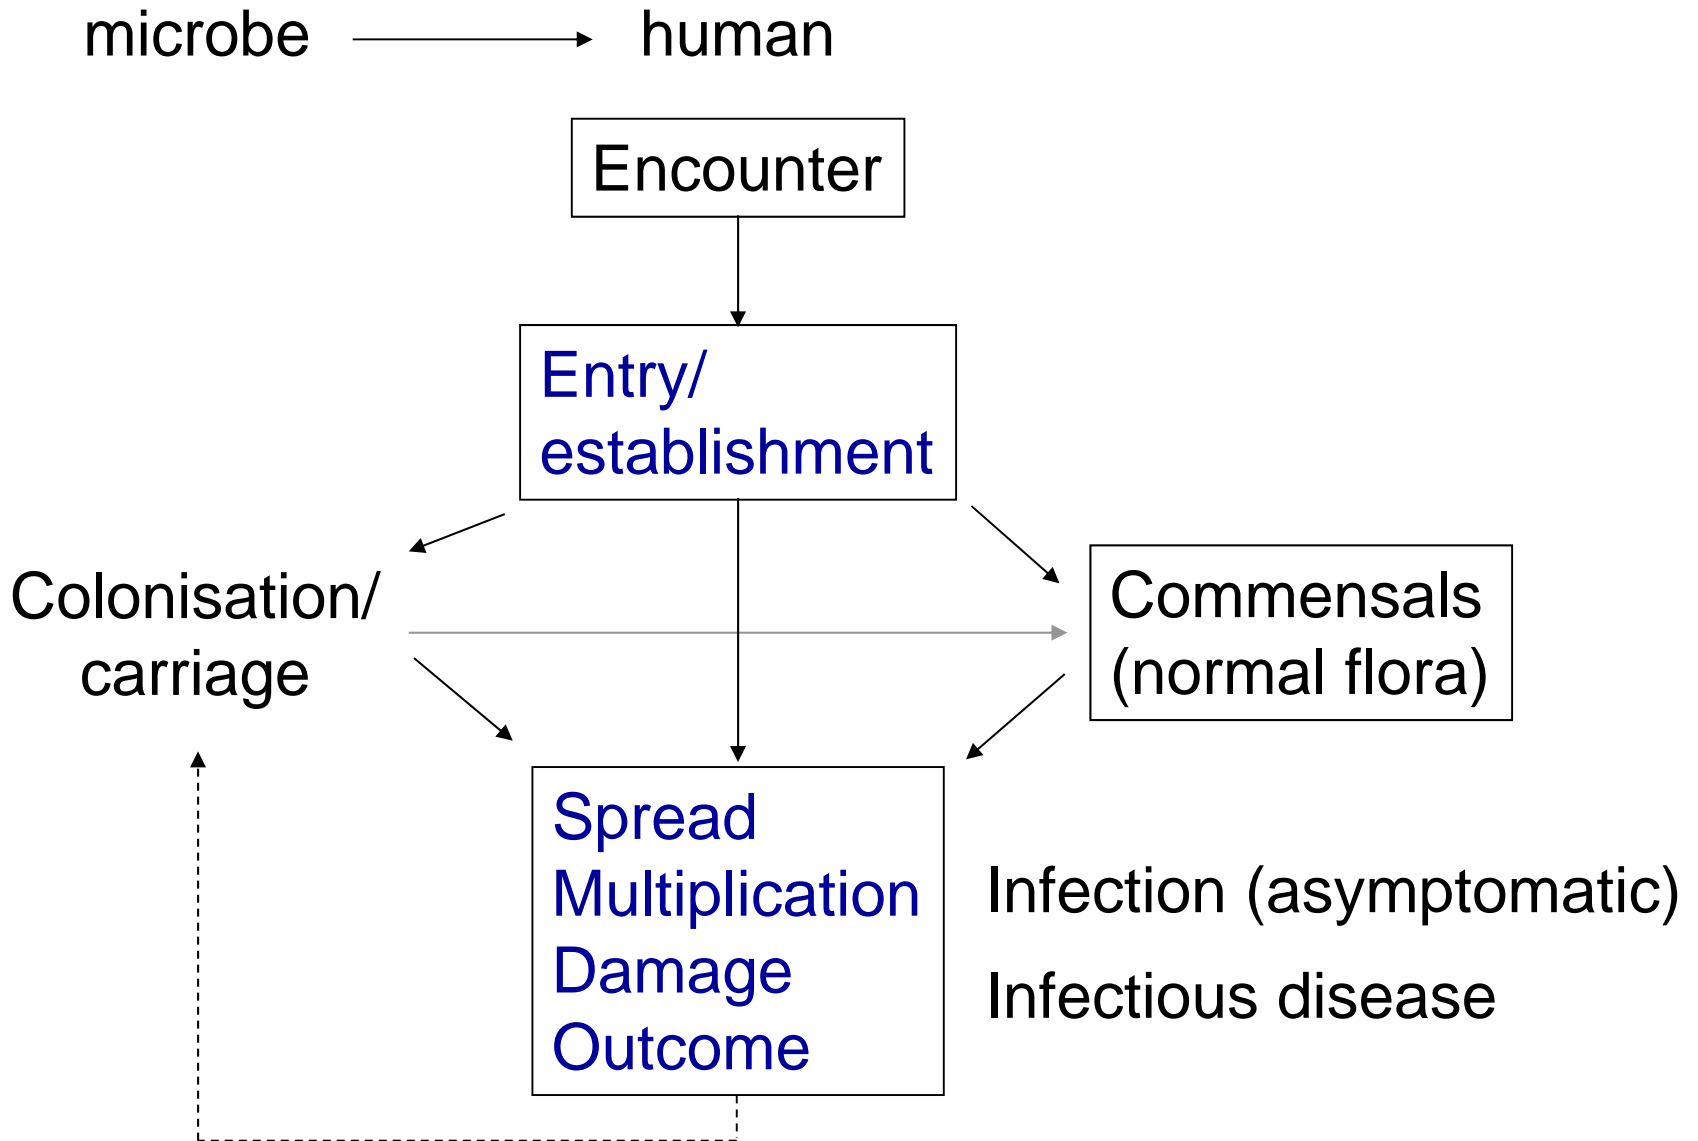 microbe human
Encounter
Entry/
establishment
Colonisation/
carriage
Commensals
(normal flora)
Spread
Multiplication
Damage
Outcome
Infection (asymptomatic)
Infectious disease